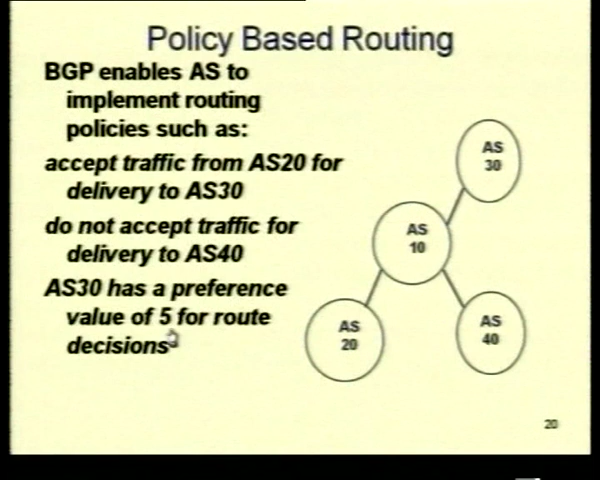 Policy Based Routing
BGP enables AS to
implement routing
policies such as:
accept traffic from AS20 for
delivery to AS30
do not accept traffic for
delivery to AS40
AS30 has a preference
value of 5 for route
decisions
AS
30
AS
10
AS
20
AS
40
20